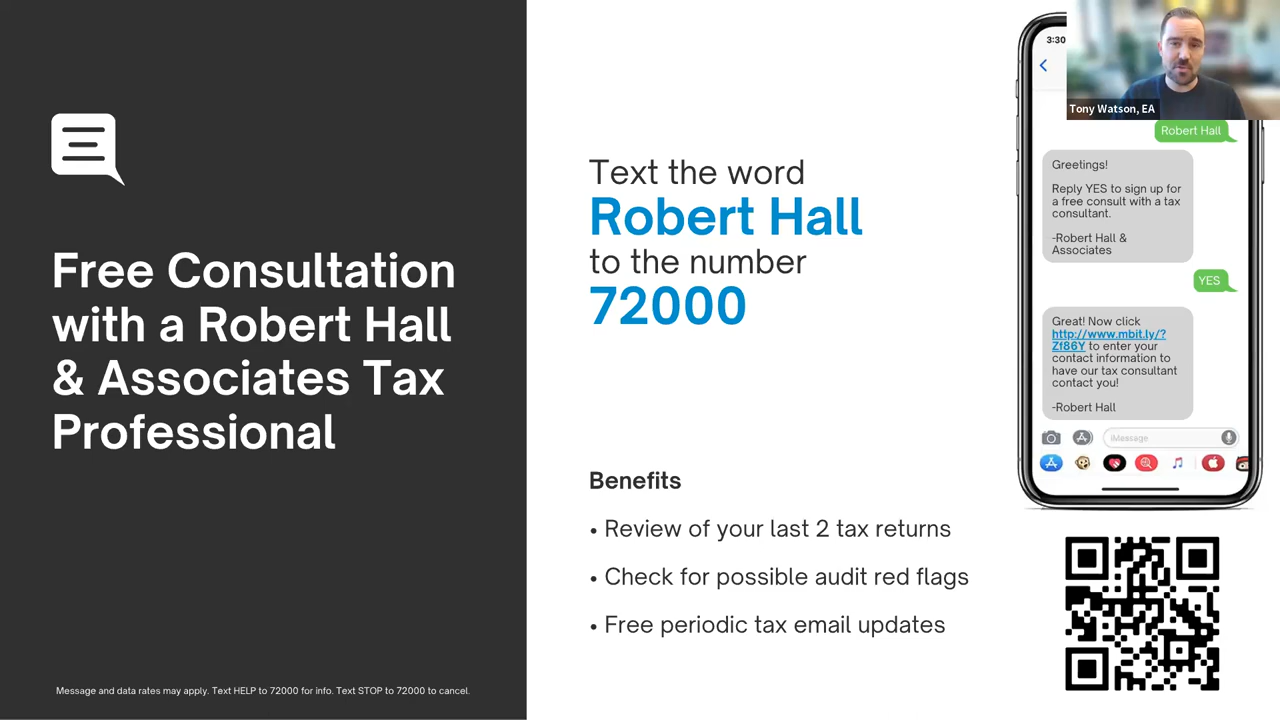 Free Consultation
with a Robert Hall
& Associates Tax
Professional
Message and data rates may apply. Text HELP to 72000 for info. Text STOP to 72000 to cancel.
Text the word
Robert Hall
to the number
72000
Benefits
• Review of your last 2 tax returns
• Check for possible audit red flags
• Free periodic tax email updates
3:30
Tony Watson, EA
Robert Hall
Greetings!
Reply YES to sign up for
a free consult with a tax
consultant.
-Robert Hall &
Associates
YES
Great! Now click
http://www.mbit.ly/?
Zf86Y to enter your
contact information to
have our tax consultant
contact you!
-Robert Hall
iMessage